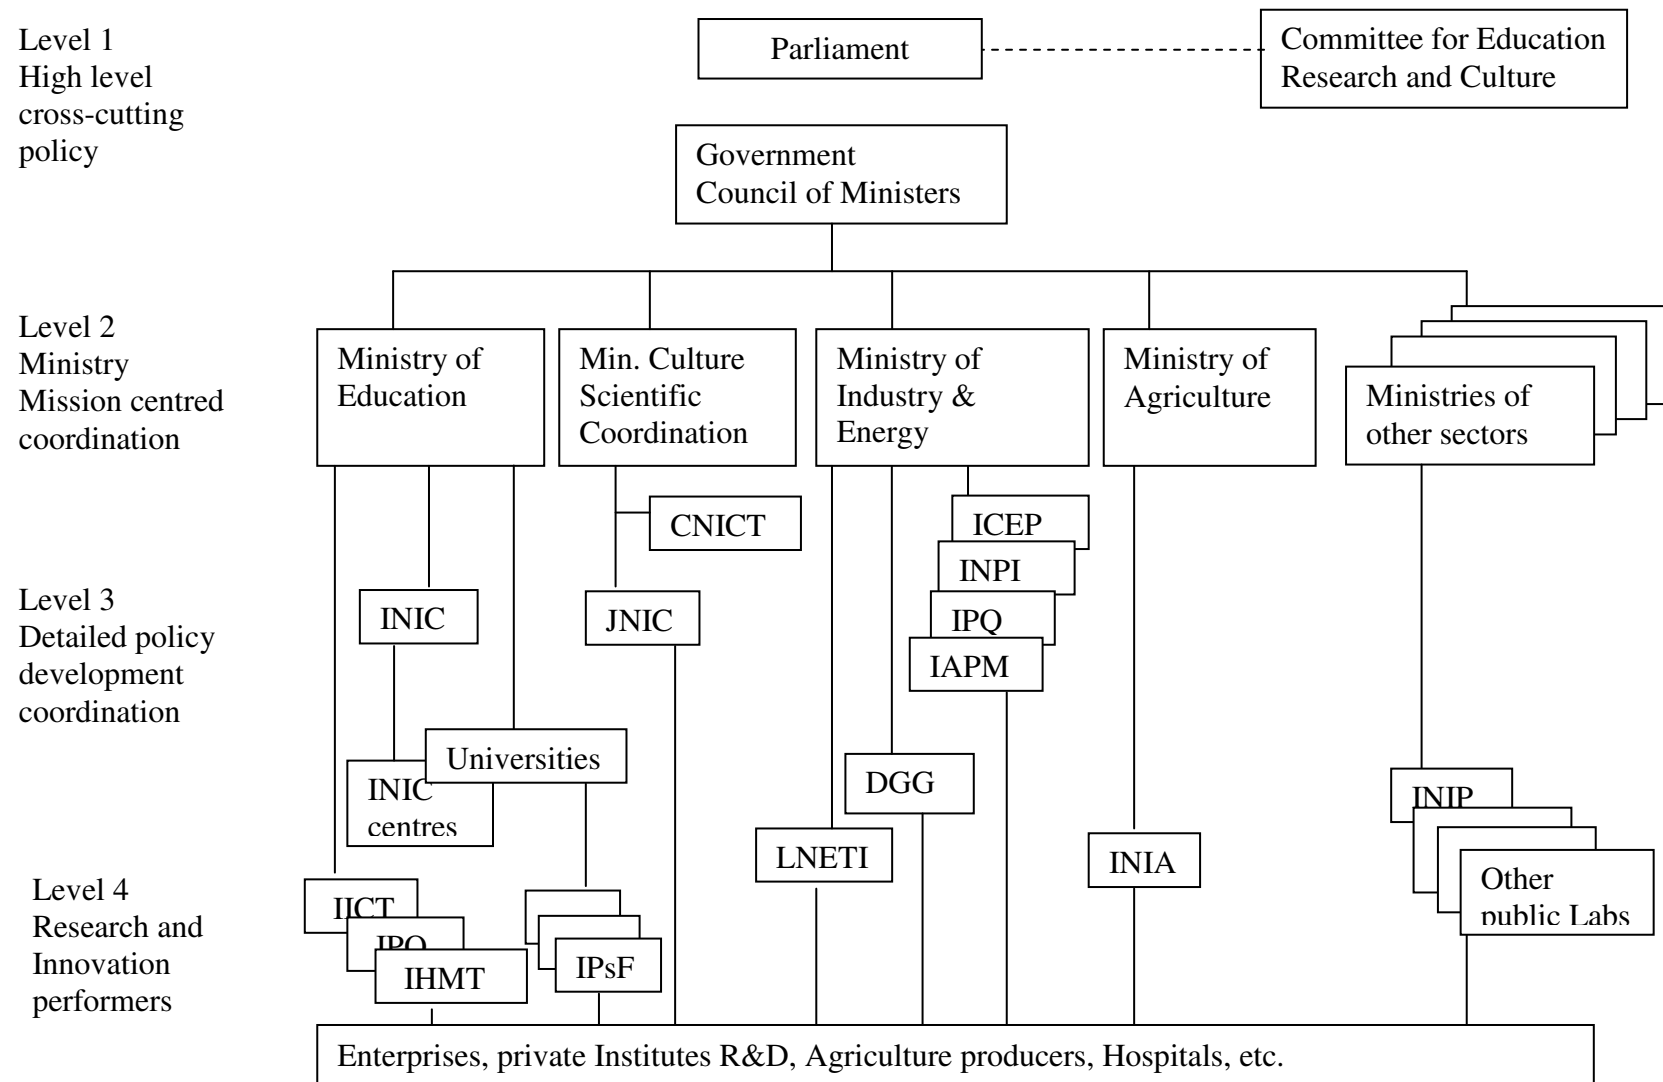 Level 1
High level
cross-cutting
policy
Parliament
Committee for Education
Research and Culture
Government
Council of Ministers
Level 2
Ministry
Mission centred
coordination
Ministry of
Education
Min. Culture
Scientific
Coordination
Ministry of
Industry &
Energy
Ministry of
Agriculture
Ministries of
other sectors
CNICT
ICEP
INPI
IPQ
IAPM
Level 3
Detailed policy
development
coordination
INIC
JNIC
Universities
INIC
centres
DGG
LNETI
INIA
INIP
Other
public Labs
Level 4
Research and
Innovation
performers
IICT
IHMT
IPsF
Enterprises, private Institutes R&D, Agriculture producers, Hospitals, etc.